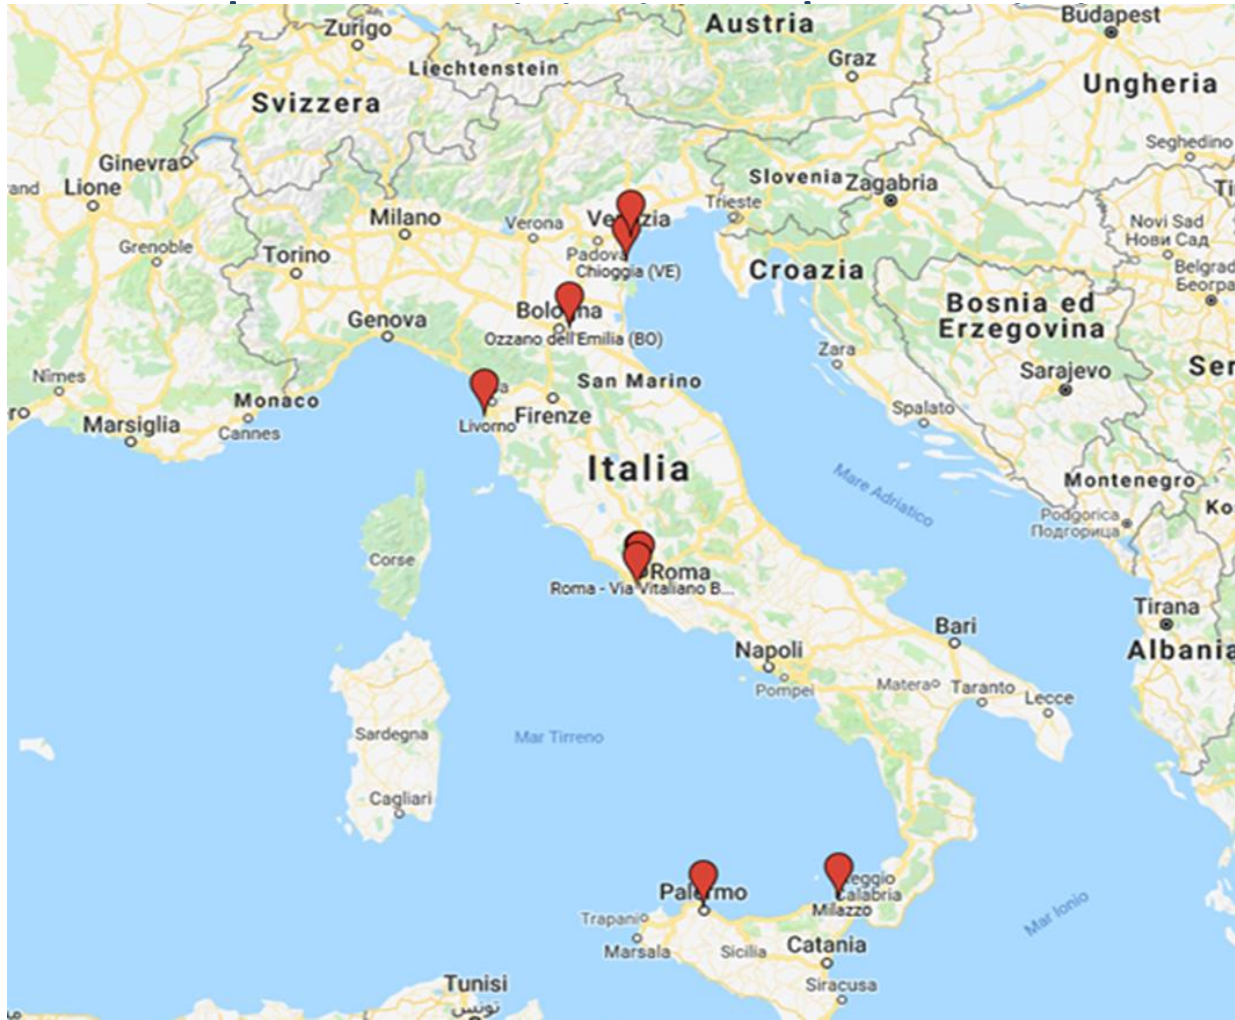 Zurigo
Austria
Budapest
Graz
Liechtenstein
Ungheria
Svizzera
Seghedino
Ginevra
Slovenia
Zagabria
Lione
Trieste
Milano
Verona
Padova
Novi Sad
Нови Сад
Grenoble
Torino
Chioggia (VE)
Croazia
Bosnia ed
Erzegovina
Genova
Ozzano dell'Emilia (BO)
Zara
Sarajevo
Nîmes
San Marino
Monaco
Marsiglia
Cannes
Livorno
Firenze
Spalato
Italia
Mare Adriatico
Montenegro
Podgorica
Подгорица
Corse
Roma
Roma - Via Vitaliano B...
Tirana
Bari
Albania
Napoli
Pompei
Matera
Taranto
Lecce
Sardegna
Mar Tirreno
Cagliari
Palermo
Reggio
Calabria
Milazzo
Trapani
Marsala
Sicilia
Catania
Mar Ionio
Siracusa
Tunisi
تونس